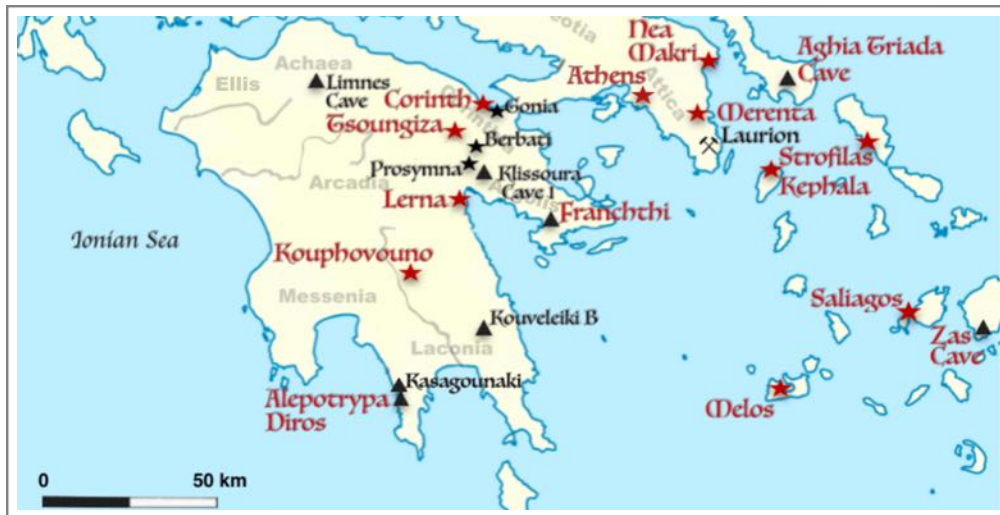 Nea
Makri
Aghia Triada
Cave
Achaea
Ellis
Limnes
Cave
Athens
Attica
Corinth
Gonia
Merenta
Tsoungiza
Berbati
Laurion
Prosymna
Klissoura
Cave 1
Strofilas
Kephala
Arcadia
Lerna
Franchthi
Ionian Sea
Kouphovouno
Messenia
Saliagos
Kouveleiki B
Zas
Cave
Laconia
Kasagounaki
Alepotrypa
Diros
Melos
0 50 km